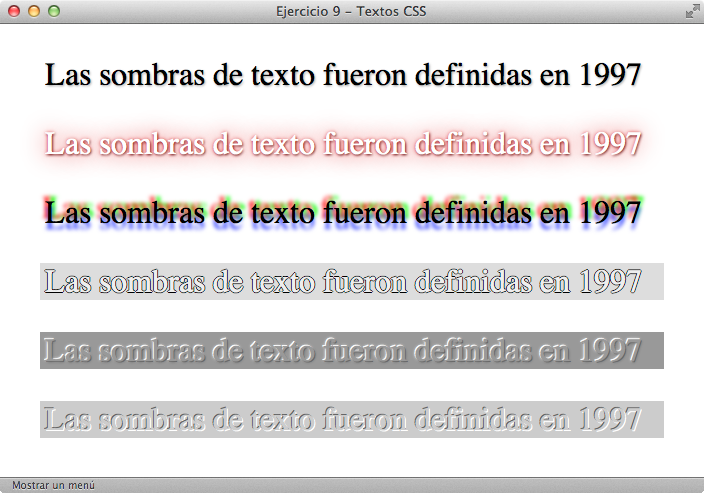 Ejercicio 9 – Textos CSS
Las sombras de texto fueron definidas en 1997
Las sombras de texto fueron definidas en 1997
Las sombras de texto fueron definidas en 1997
Las sombras de texto fueron definidas en 1997
Las sombras de texto fueron definidas en 1997
Las sombras de texto fueron definidas en 1997
Mostrar un menú